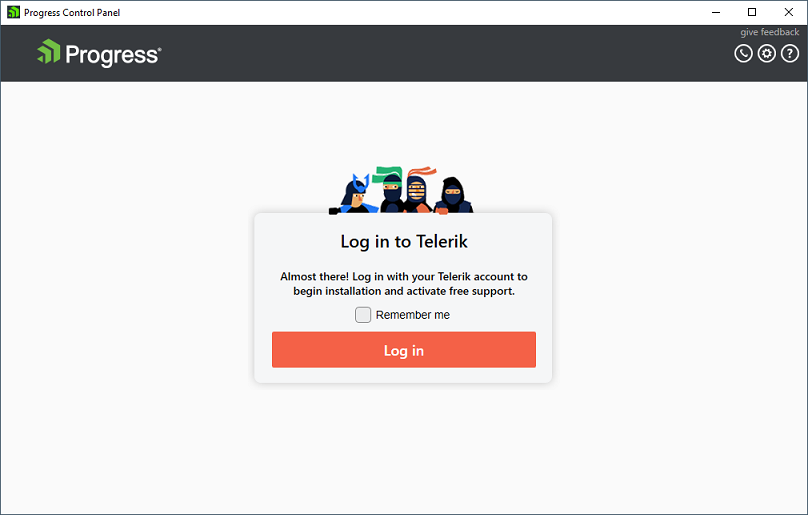 Progress Control Panel
give feedback
Progress®
Log in to Telerik
Almost there! Log in with your Telerik account to
begin installation and activate free support.
Remember me
Log in